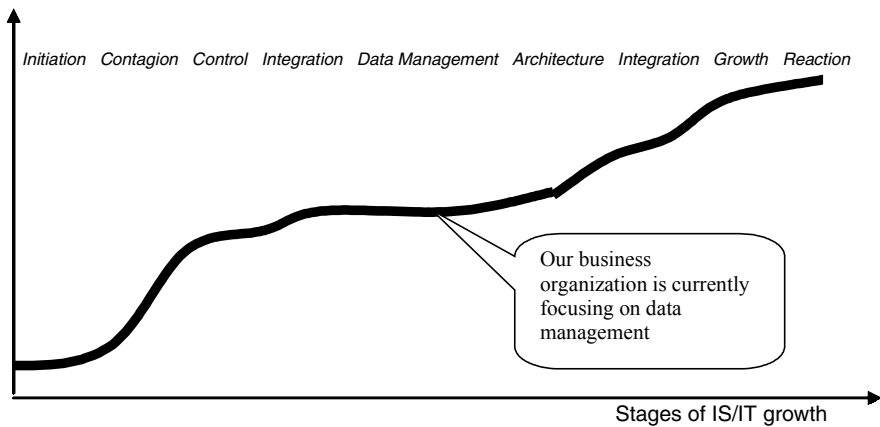 Initiation Contagion Control Integration Data Management Architecture Integration Growth Reaction
Our business
organization is currently
focusing on data
management
Stages of IS/IT growth